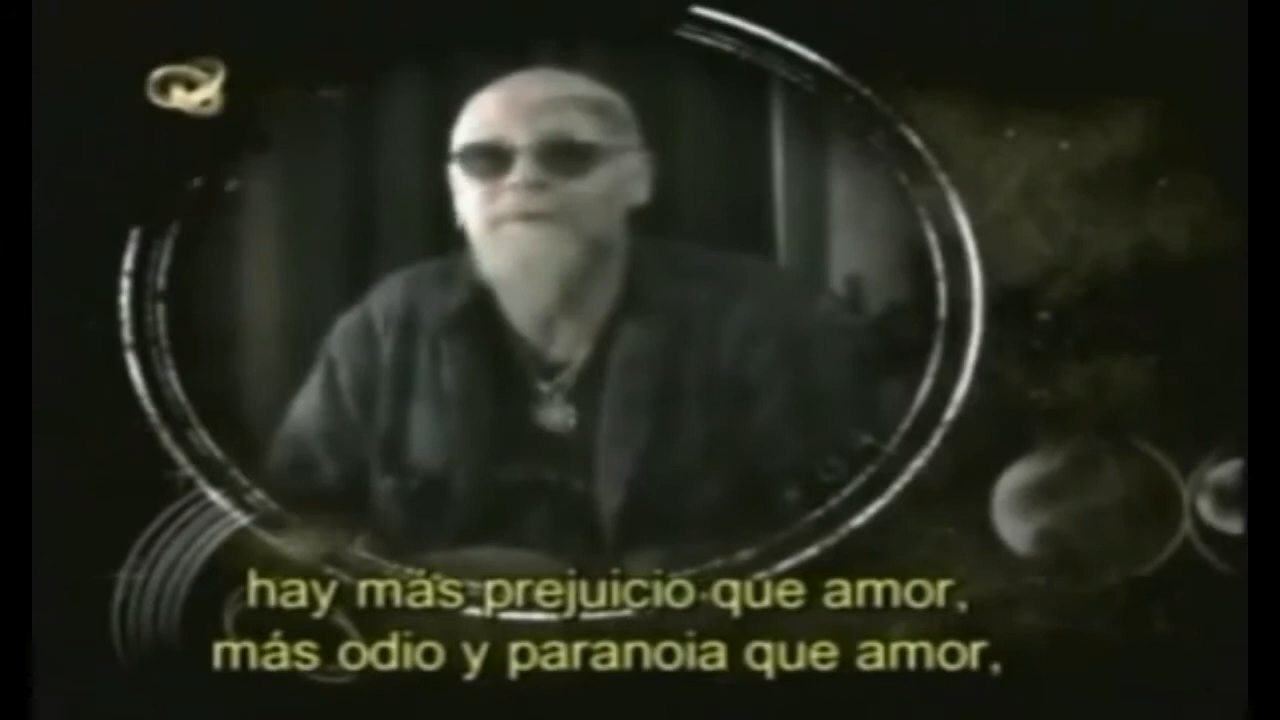 hay más prejuicio que amor,
más odio y paranoia que amor,